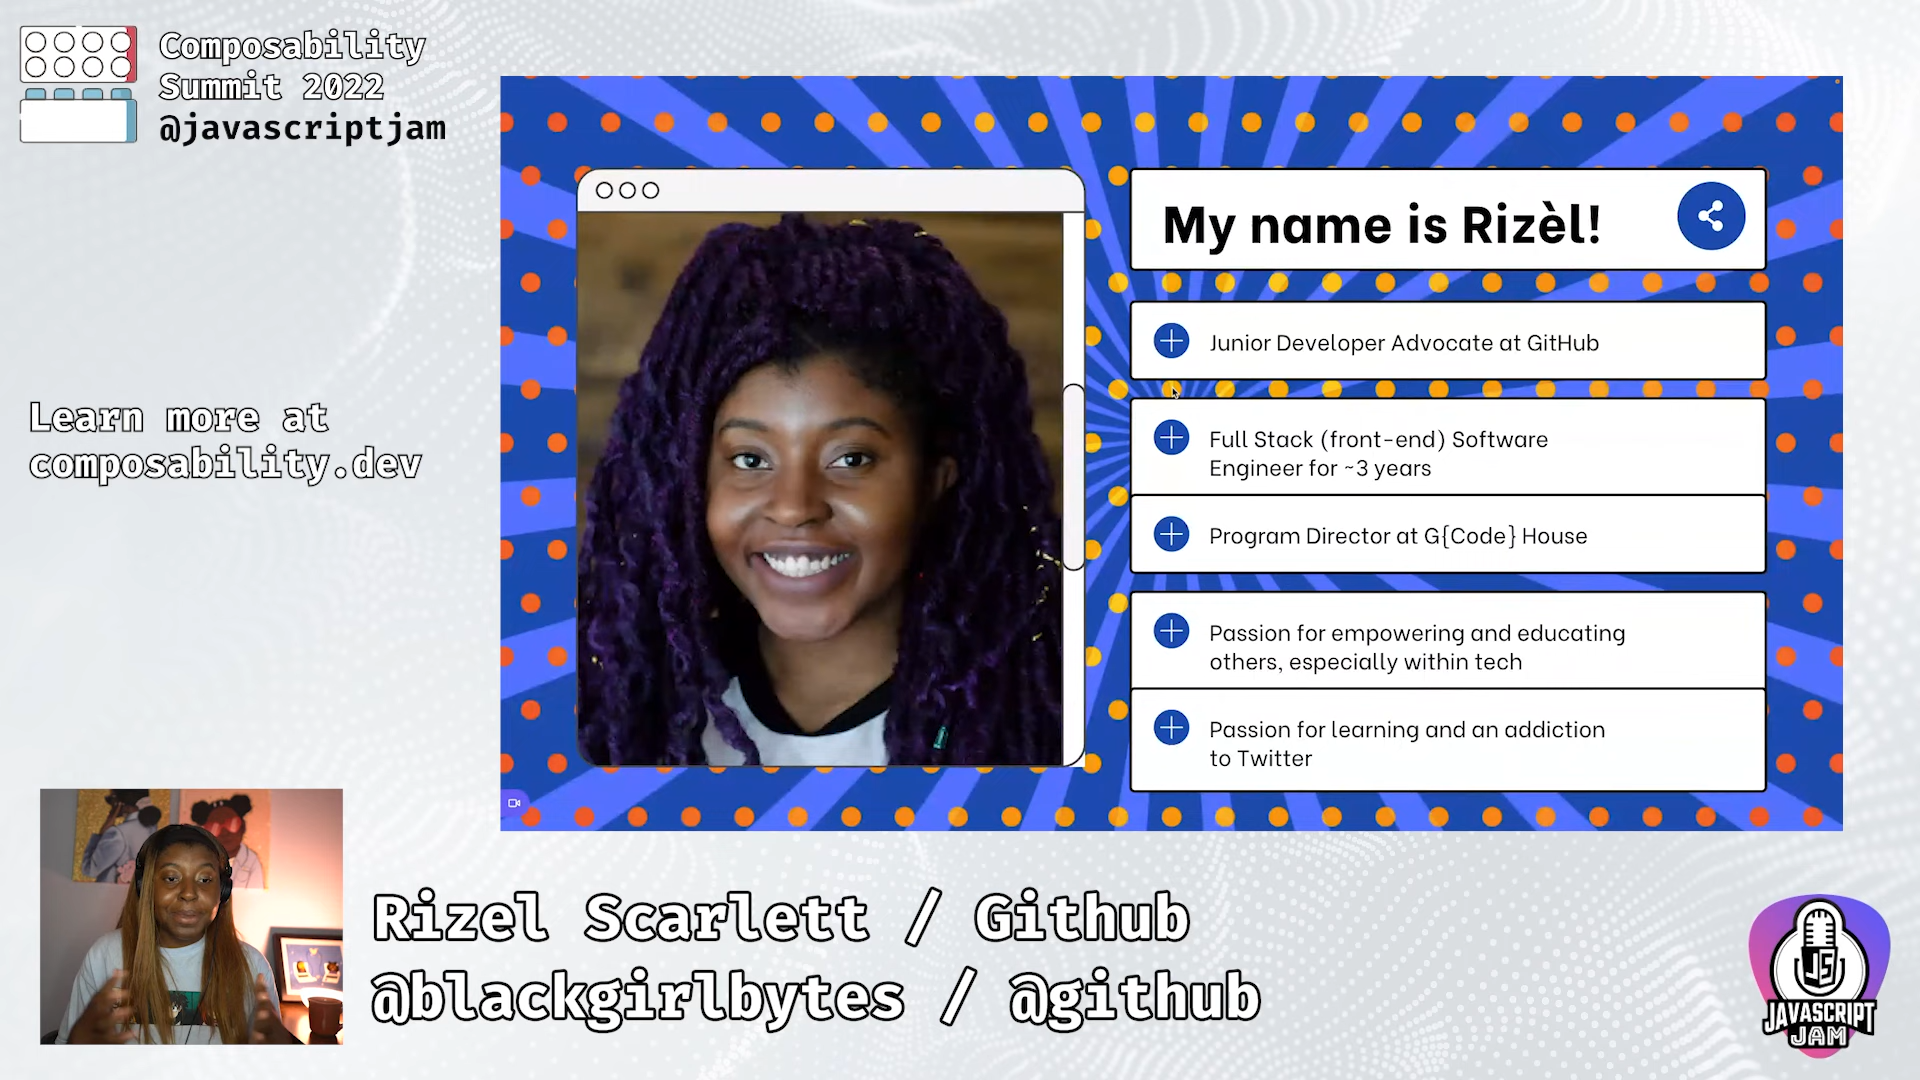 Composability
Summit 2022
@javascriptjam
Learn more at
composability.dev
My name is Rizèl!
Junior Developer Advocate at GitHub
Full Stack (front-end) Software
Engineer for ~3 years
Program Director at G{Code} House
Passion for empowering and educating
others, especially within tech
Passion for learning and an addiction
to Twitter
Rizel Scarlett / Github
@blackgirlbytes / @github
JS
JAVASCRIPT
JAM